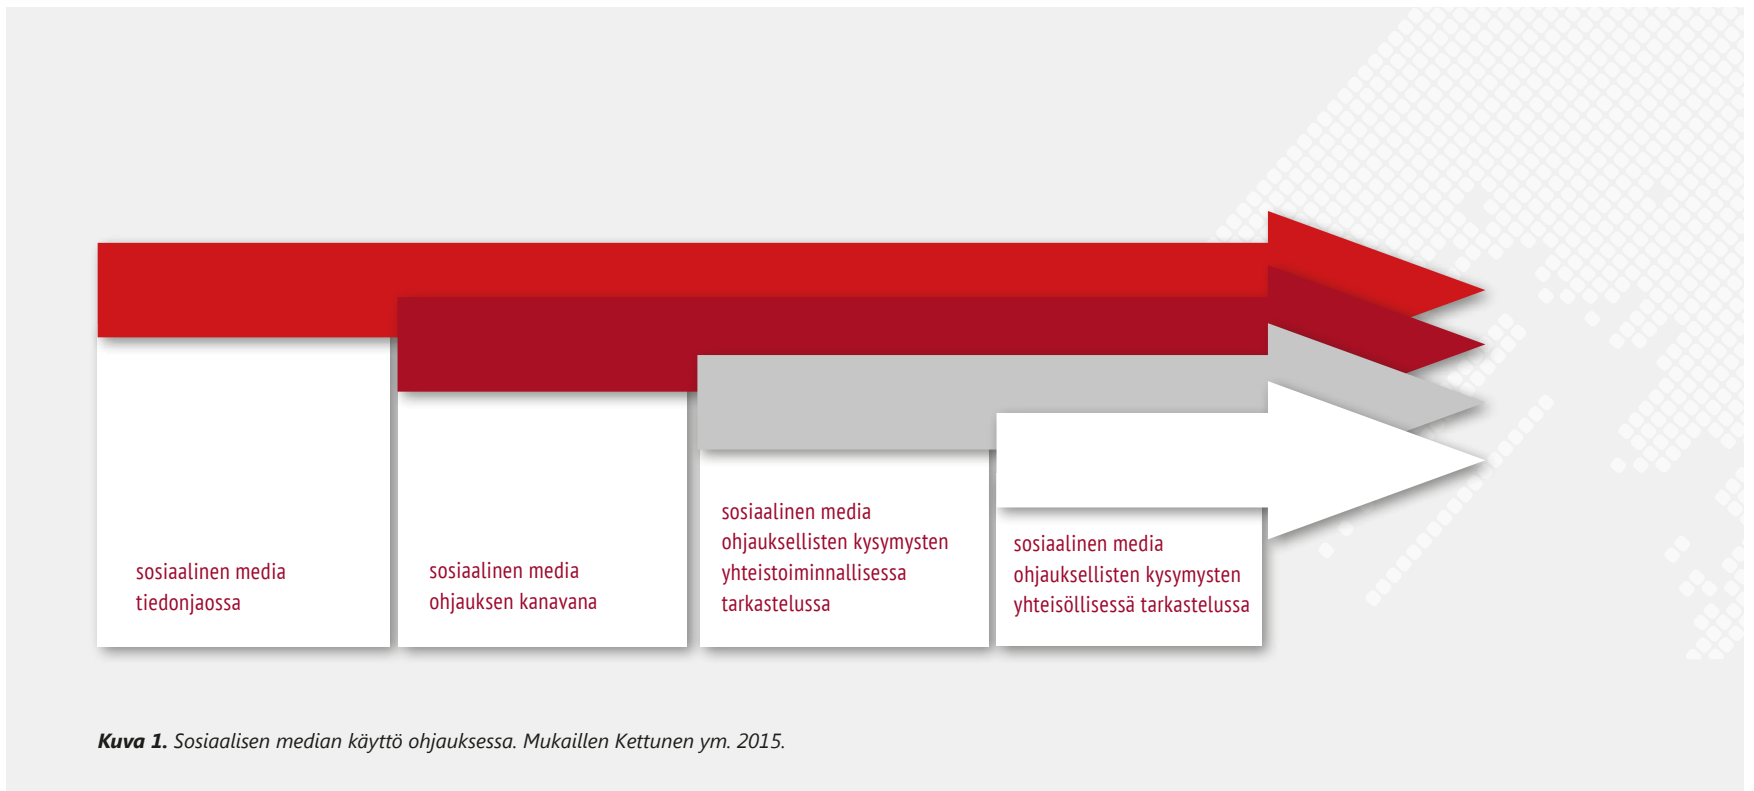 sosiaalinen media
tiedonjaossa
sosiaalinen media
ohjauksen kanavana
sosiaalinen media
ohjauksellisten kysymysten
yhteistoiminnallisessa
tarkastelussa
sosiaalinen media
ohjauksellisten kysymysten
yhteisöllisessä tarkastelussa
Kuva 1. Sosiaalisen median käyttö ohjauksessa. Mukaillen Kettunen ym. 2015.